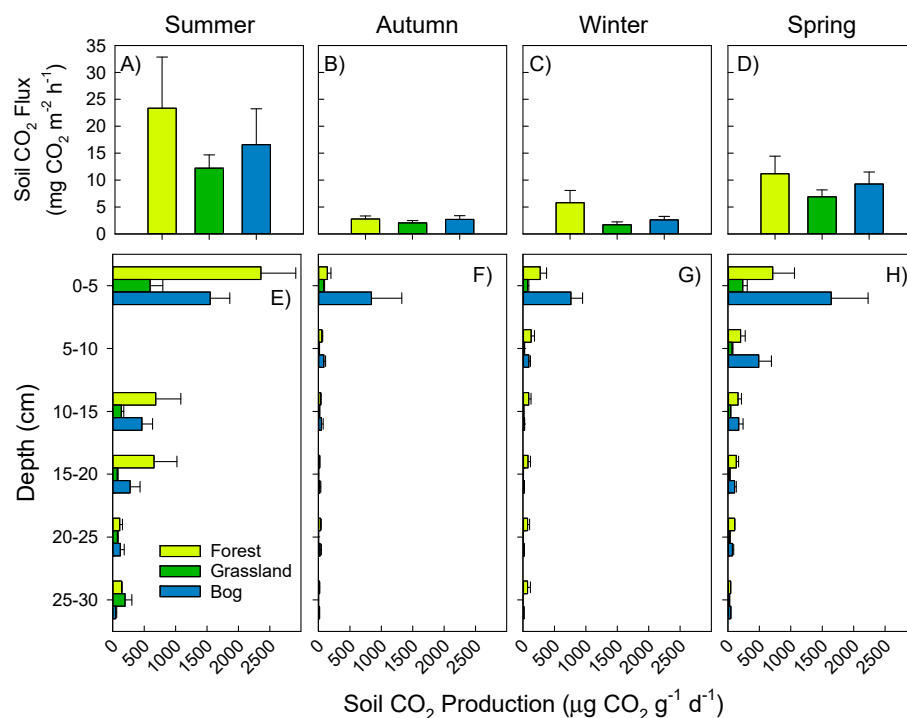 Summer Autumn Winter Spring
Soil CO₂ Flux
(mg CO₂ m⁻² h⁻¹)
35
30
25
20
15
10
5
0
A) B) C) D)
Depth (cm)
0-5
5-10
10-15
15-20
20-25
25-30
E) F) G) H)
Forest
Grassland
Bog
0 500 1000 1500 2000 2500 0 500 1000 1500 2000 2500 0 500 1000 1500 2000 2500 0 500 1000 1500 2000 2500
Soil CO₂ Production (μg CO₂ g⁻¹ d⁻¹)